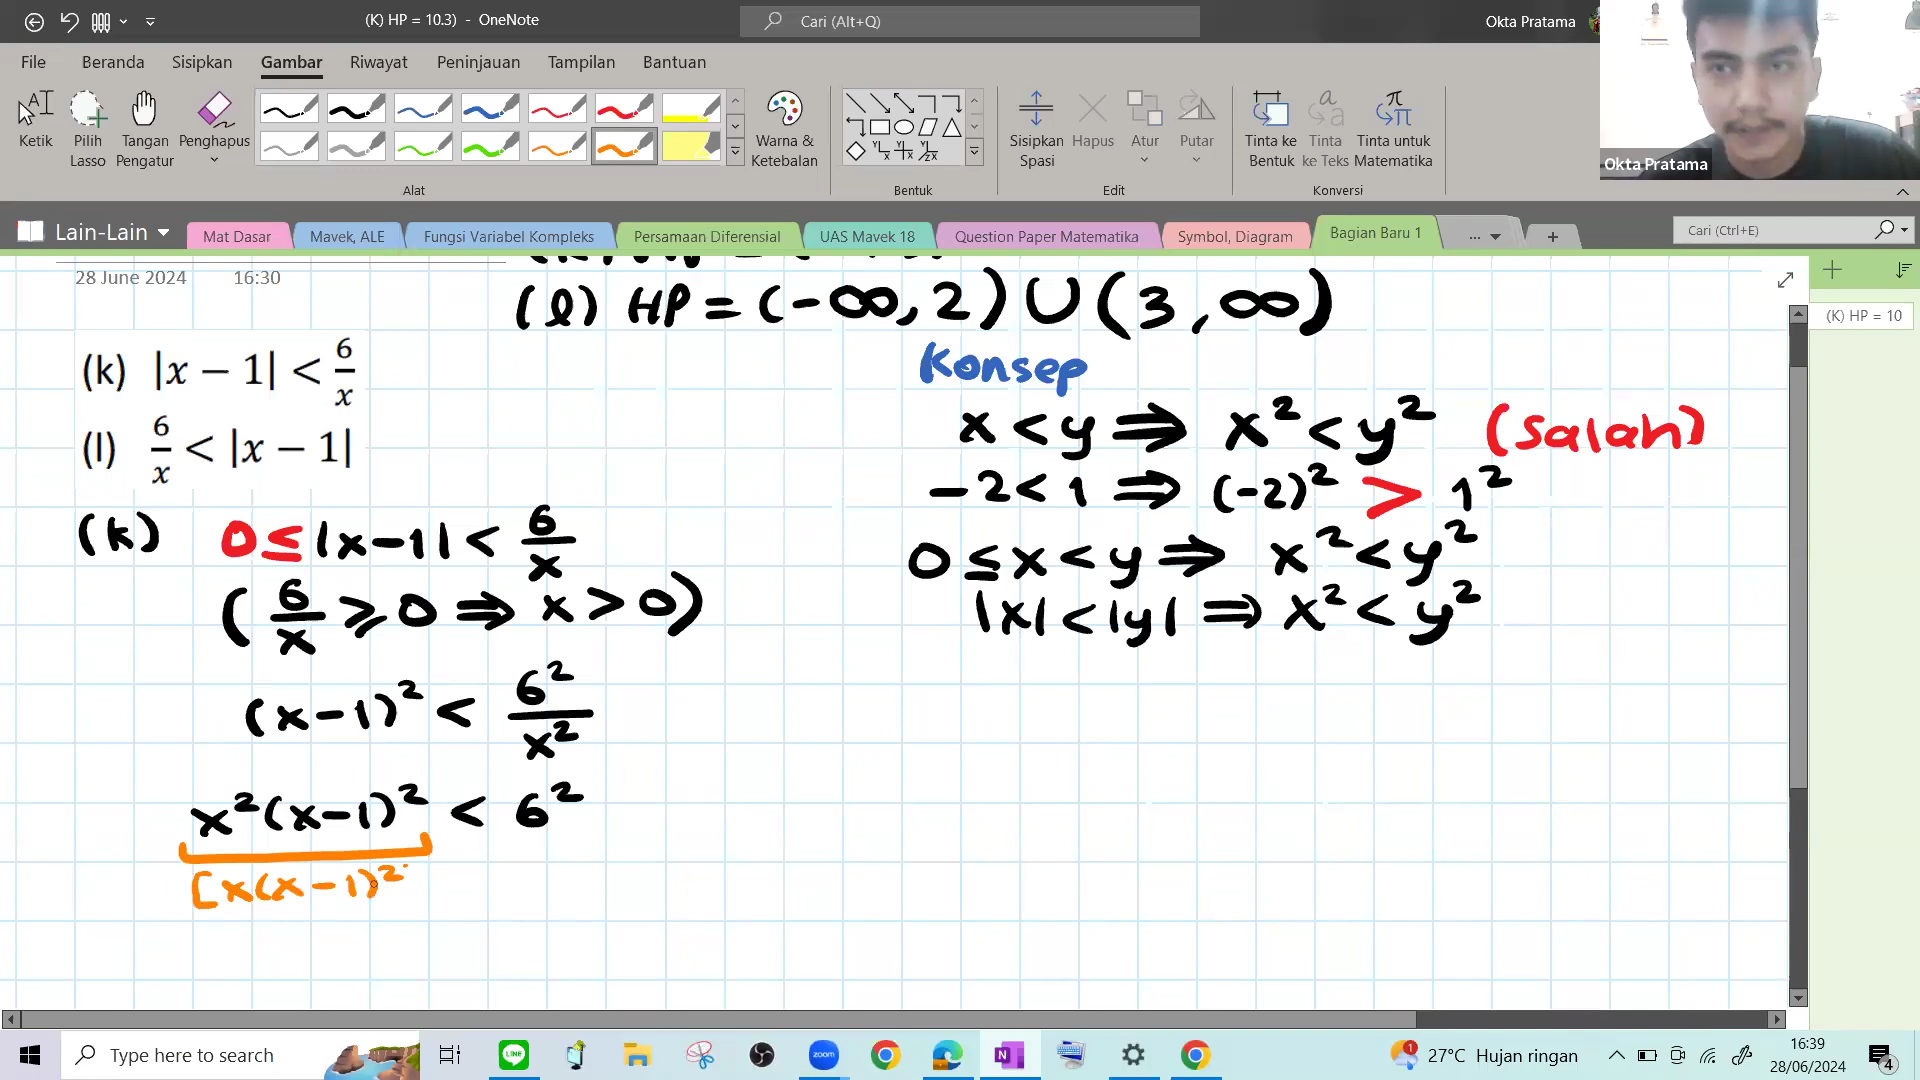 (K) HP = 10.3) - OneNote
Cari (Alt+Q)
Okta Pratama
File Beranda Sisipkan Gambar Riwayat Peninjauan Tampilan Bantuan
Ketik
Pilih Lasso
Tangan Pengatur
Penghapus
Warna & Ketebalan
Sisipkan Spasi
Hapus
Atur
Putar
Tinta ke Bentuk
Tinta ke Teks
Tinta untuk Matematika
Alat
Bentuk
Edit
Konversi
Okta Pratama
Lain-Lain
Mat Dasar
Mavek, ALE
Fungsi Variabel Kompleks
Persamaan Diferensial
UAS Mavek 18
Question Paper Matematika
Symbol, Diagram
Bagian Baru 1
...
Cari (Ctrl+E)
(K) HP = 10
28 June 2024 16:30
(l) HP = (-∞, 2) ∪ (3, ∞)
(k) |x − 1| < 6/x
(l) 6/x < |x − 1|
Konsep
x < y ⇒ x² < y² (salah)
-2 < 1 ⇒ (-2)² > 1²
0 ≤ x < y ⇒ x² < y²
|x| < |y| ⇒ x² < y²
(k) 0 ≤ |x-1| < 6/x
(6/x ≥ 0 ⇒ x > 0)
(x-1)² < 6²/x²
x²(x-1)² < 6²
[x(x-1)²
Type here to search
LINE
zoom
27°C Hujan ringan
16:39
28/06/2024
4
1